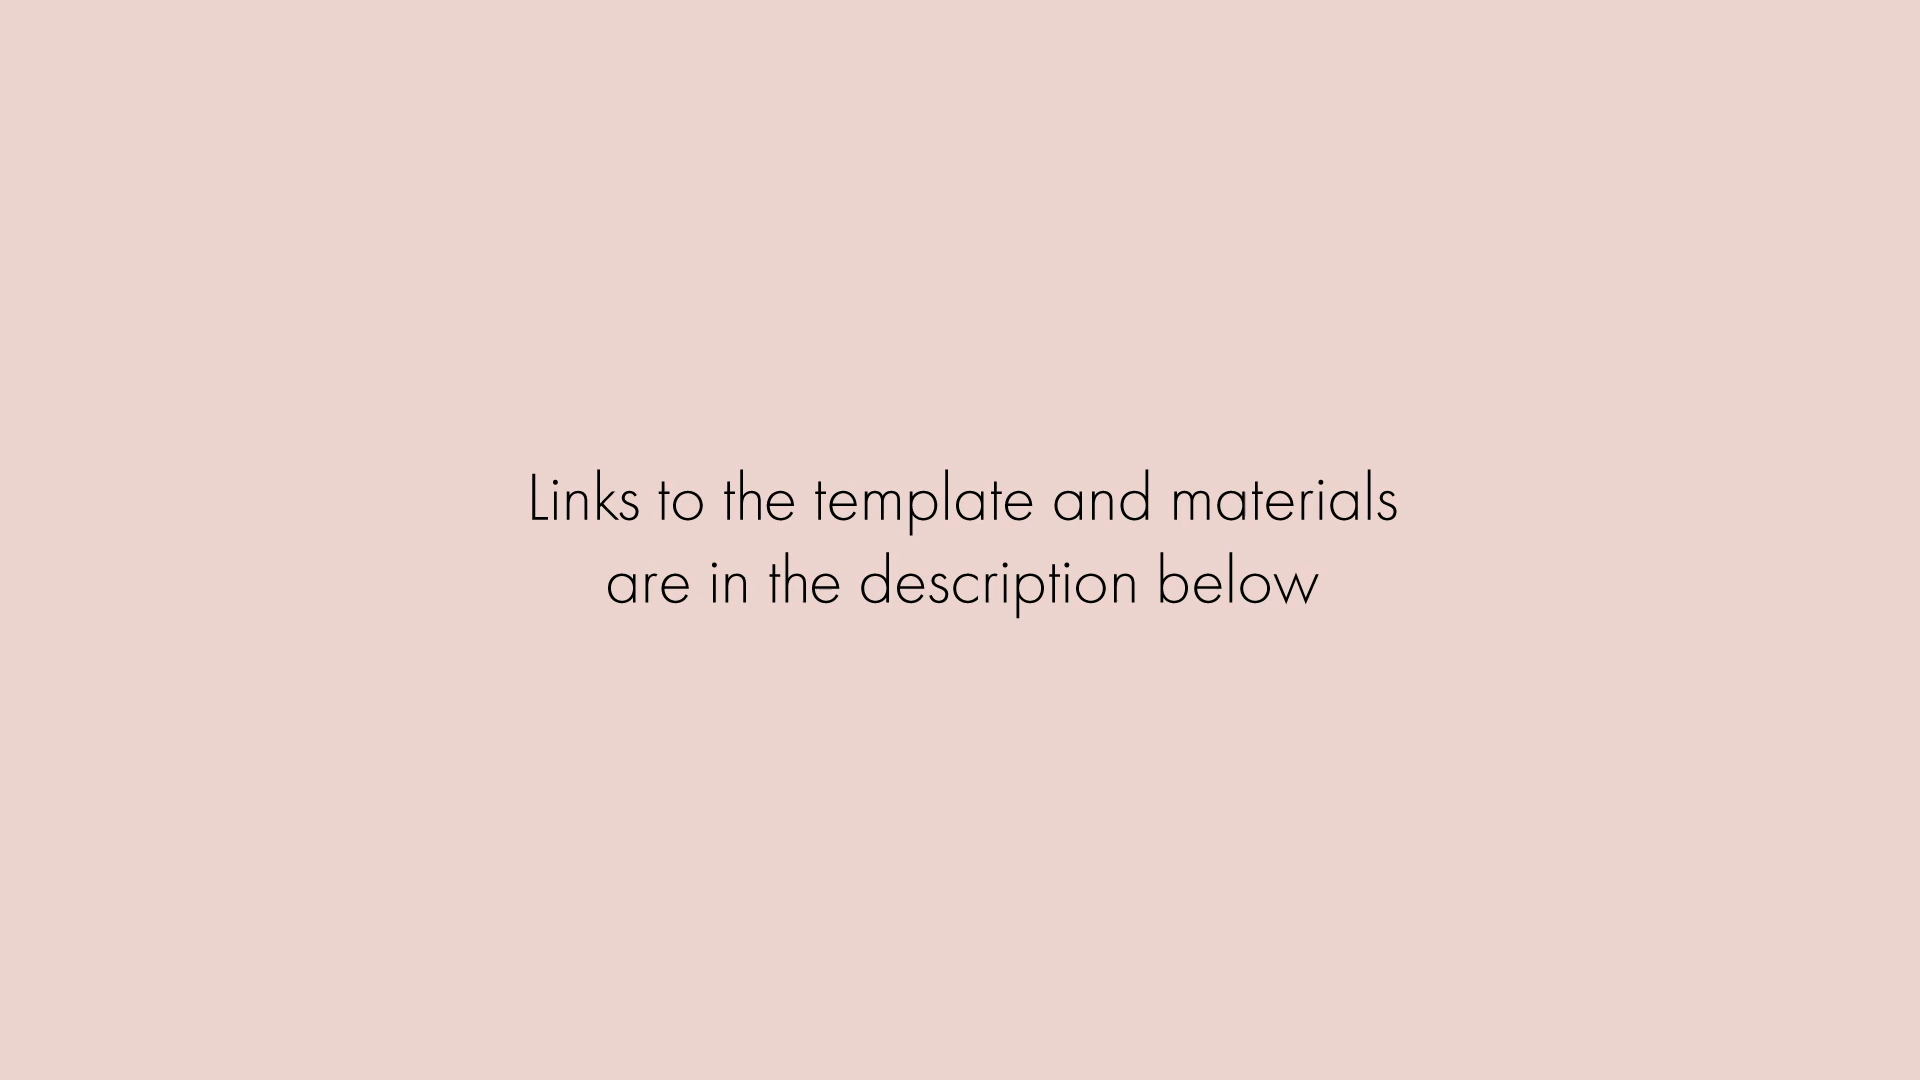 Links to the template and materials
are in the description below